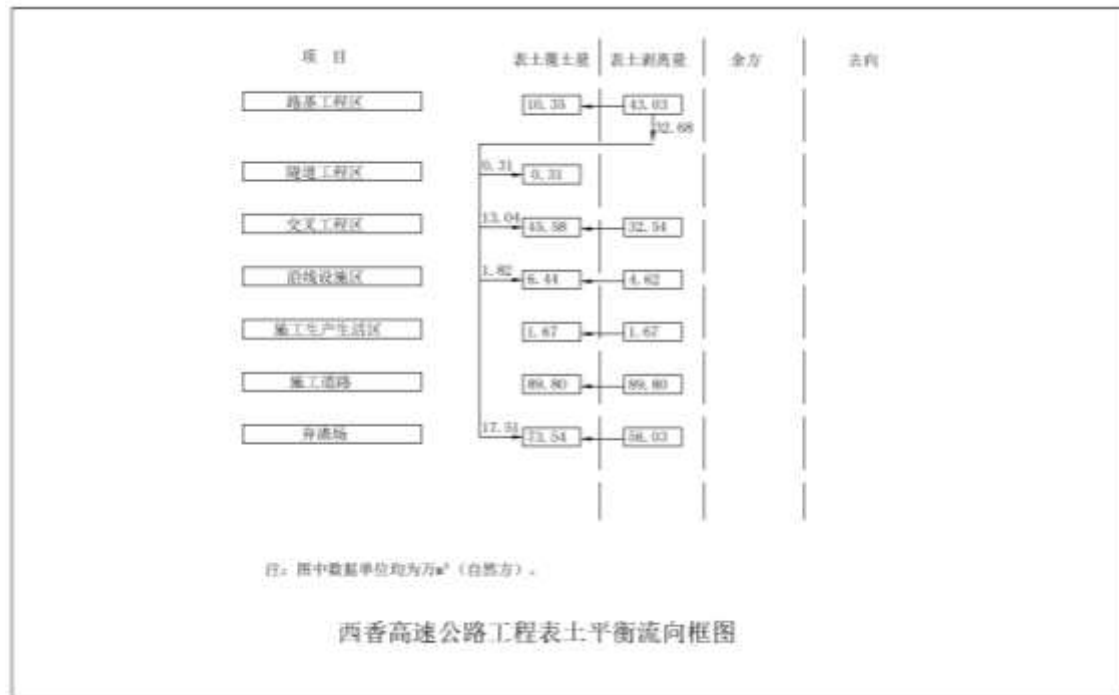 项 目 表土覆土量 表土剥离量 余方 去向
路基工程区 10.35 43.03
32.68
隧道工程区 0.31 0.31
交叉工程区 13.04 45.58 32.54
沿线设施区 1.82 6.44 4.62
施工生产生活区 1.67 1.67
施工道路 89.80 89.80
弃渣场 17.51 73.54 56.03
注：图中数据单位均为万m³（自然方）。
西香高速公路工程表土平衡流向框图